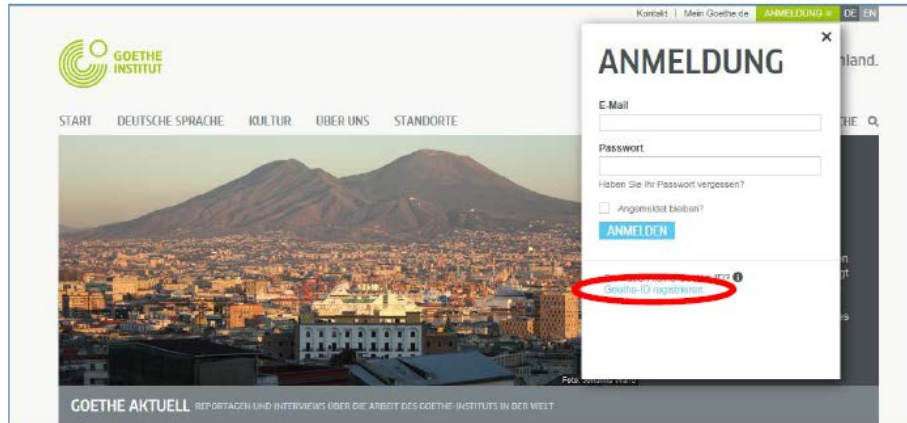 Kontakt | Mein Goethe.de ANMELDUNG DE EN
GOETHE
INSTITUT
START DEUTSCHE SPRACHE KULTUR ÜBER UNS STANDORTE
ANMELDUNG
E-Mail
Passwort
Haben Sie Ihr Passwort vergessen?
Angemeldet bleiben?
ANMELDEN
Goethe-ID registrieren
GOETHE AKTUELL REPORTAGEN UND INTERVIEWS ÜBER DIE ARBEIT DES GOETHE-INSTITUTS IN DER WELT